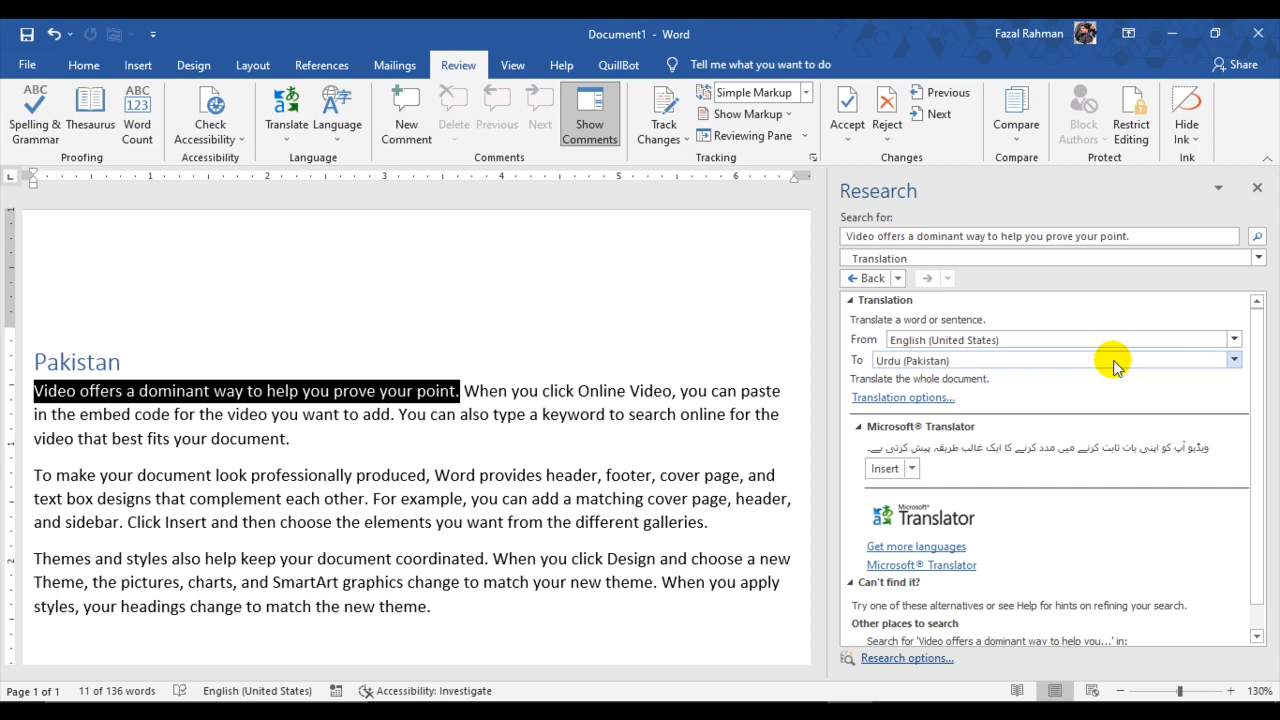 Document1 - Word
Fazal Rahman
File Home Insert Design Layout References Mailings Review View Help QuillBot Tell me what you want to do Share
ABC
Spelling & Grammar
Thesaurus
ABC
123
Word Count
Proofing
Check Accessibility
Accessibility
Translate
Language
Language
New Comment
Delete
Previous
Next
Show Comments
Comments
Track Changes
Simple Markup
Show Markup
Reviewing Pane
Tracking
Accept
Reject
Previous
Next
Changes
Compare
Compare
Block Authors
Restrict Editing
Protect
Hide Ink
Ink
1 2 3 4 5 6
Pakistan
Video offers a dominant way to help you prove your point. When you click Online Video, you can paste
in the embed code for the video you want to add. You can also type a keyword to search online for the
video that best fits your document.
To make your document look professionally produced, Word provides header, footer, cover page, and
text box designs that complement each other. For example, you can add a matching cover page, header,
and sidebar. Click Insert and then choose the elements you want from the different galleries.
Themes and styles also help keep your document coordinated. When you click Design and choose a new
Theme, the pictures, charts, and SmartArt graphics change to match your new theme. When you apply
styles, your headings change to match the new theme.
Research
Search for:
Video offers a dominant way to help you prove your point.
Translation
Back
Translation
Translate a word or sentence.
From English (United States)
To Urdu (Pakistan)
Translate the whole document.
Translation options...
Microsoft® Translator
ویڈیو آپ کو اپنی بات ثابت کرنے میں مدد کرنے کا ایک غالب طریقہ پیش کرتی ہے۔
Insert
Microsoft®
Translator
Get more languages
Microsoft® Translator
Can't find it?
Try one of these alternatives or see Help for hints on refining your search.
Other places to search
Search for 'Video offers a dominant way to help you...' in:
Research options...
Page 1 of 1 11 of 136 words English (United States) Accessibility: Investigate 130%